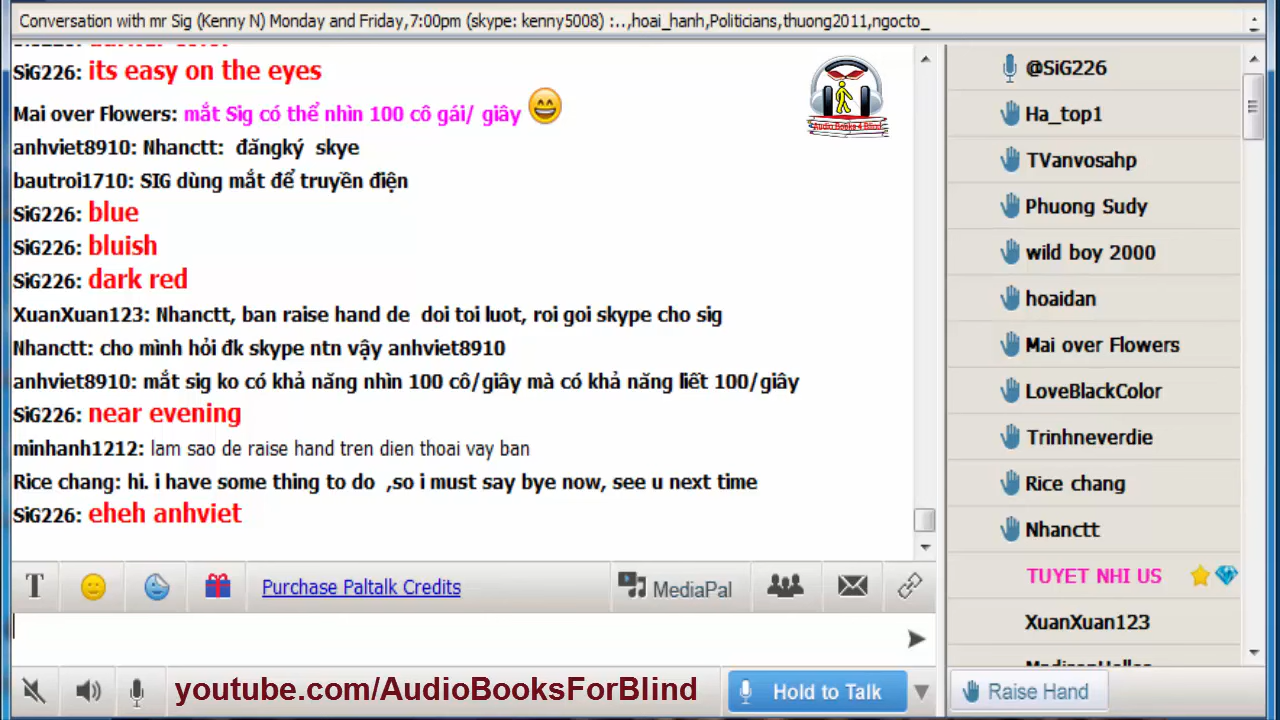 Conversation with mr Sig (Kenny N) Monday and Friday,7:00pm (skype: kenny5008) :..,hoai_hanh,Politicians,thuong2011,ngocto_
SiG226: its easy on the eyes
Mai over Flowers: mắt Sig có thể nhìn 100 cô gái/ giây
anhviet8910: Nhanctt: đăngký skye
bautroi1710: SIG dùng mắt để truyền điện
SiG226: blue
SiG226: bluish
SiG226: dark red
XuanXuan123: Nhanctt, ban raise hand de doi toi luot, roi goi skype cho sig
Nhanctt: cho mình hỏi đk skype ntn vậy anhviet8910
anhviet8910: mắt sig ko có khả năng nhìn 100 cô/giây mà có khả năng liết 100/giây
SiG226: near evening
minhanh1212: lam sao de raise hand tren dien thoai vay ban
Rice chang: hi. i have some thing to do ,so i must say bye now, see u next time
SiG226: eheh anhviet
Audio Books 4 Blind
T
Purchase Paltalk Credits
MediaPal
youtube.com/AudioBooksForBlind
Hold to Talk
@SiG226
Ha_top1
TVanvosahp
Phuong Sudy
wild boy 2000
hoaidan
Mai over Flowers
LoveBlackColor
Trinhneverdie
Rice chang
Nhanctt
TUYET NHI US
XuanXuan123
Raise Hand